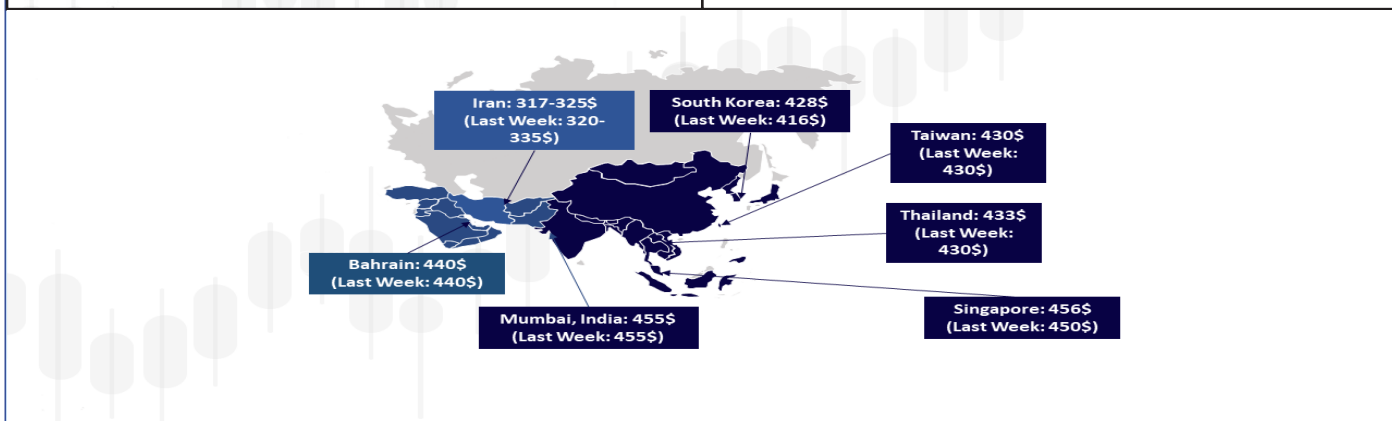 Iran: 317-325$
(Last Week: 320-
335$)
South Korea: 428$
(Last Week: 416$)
Taiwan: 430$
(Last Week:
430$)
Thailand: 433$
(Last Week:
430$)
Bahrain: 440$
(Last Week: 440$)
Mumbai, India: 455$
(Last Week: 455$)
Singapore: 456$
(Last Week: 450$)